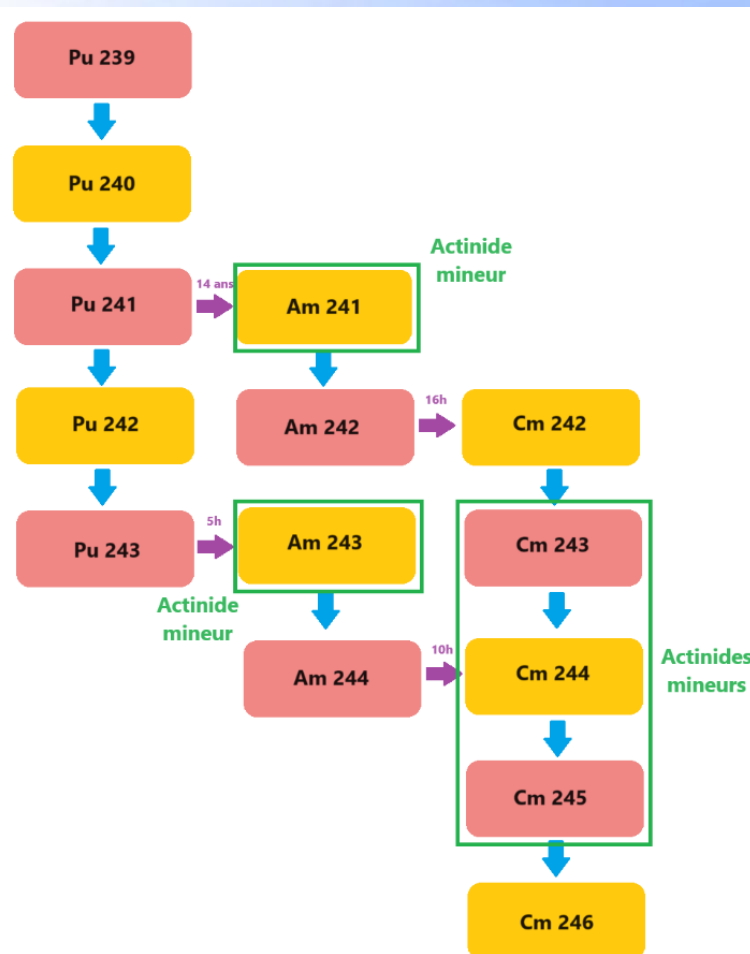 Pu 239
Pu 240
Actinide
mineur
Pu 241
14 ans
Am 241
Pu 242
Am 242
16h
Cm 242
Pu 243
5h
Am 243
Cm 243
Actinide
mineur
Am 244
10h
Cm 244
Actinides
mineurs
Cm 245
Cm 246